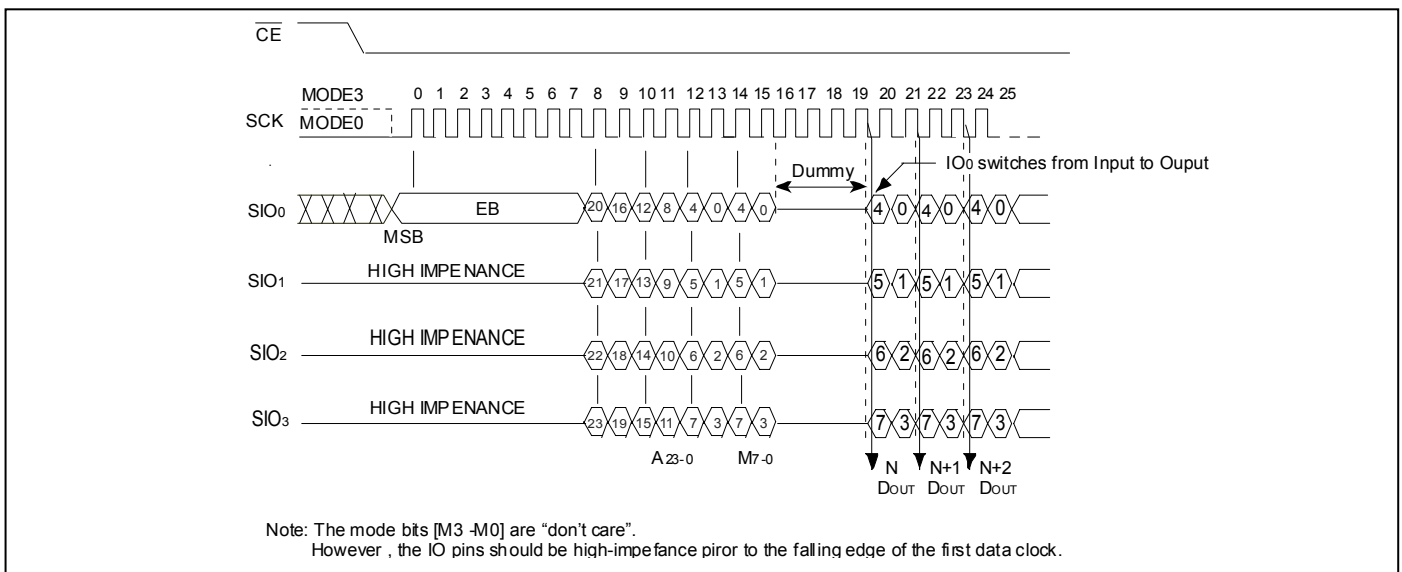 CE
MODE3 0 1 2 3 4 5 6 7 8 9 10 11 12 13 14 15 16 17 18 19 20 21 22 23 24 25
SCK MODE0
Dummy IO0 switches from Input to Ouput
SIO0 EB 20 16 12 8 4 0 4 0 4 0 4 0 4 0
MSB
SIO1 HIGH IMPENANCE 21 17 13 9 5 1 5 1 5 1 5 1 5 1
SIO2 HIGH IMPENANCE 22 18 14 10 6 2 6 2 6 2 6 2 6 2
SIO3 HIGH IMPENANCE 23 19 15 11 7 3 7 3 7 3 7 3 7 3
A23-0 M7-0 N N+1 N+2
DOUT DOUT DOUT
Note: The mode bits [M3 -M0] are “don’t care”.
However , the IO pins should be high-impefance piror to the falling edge of the first data clock.